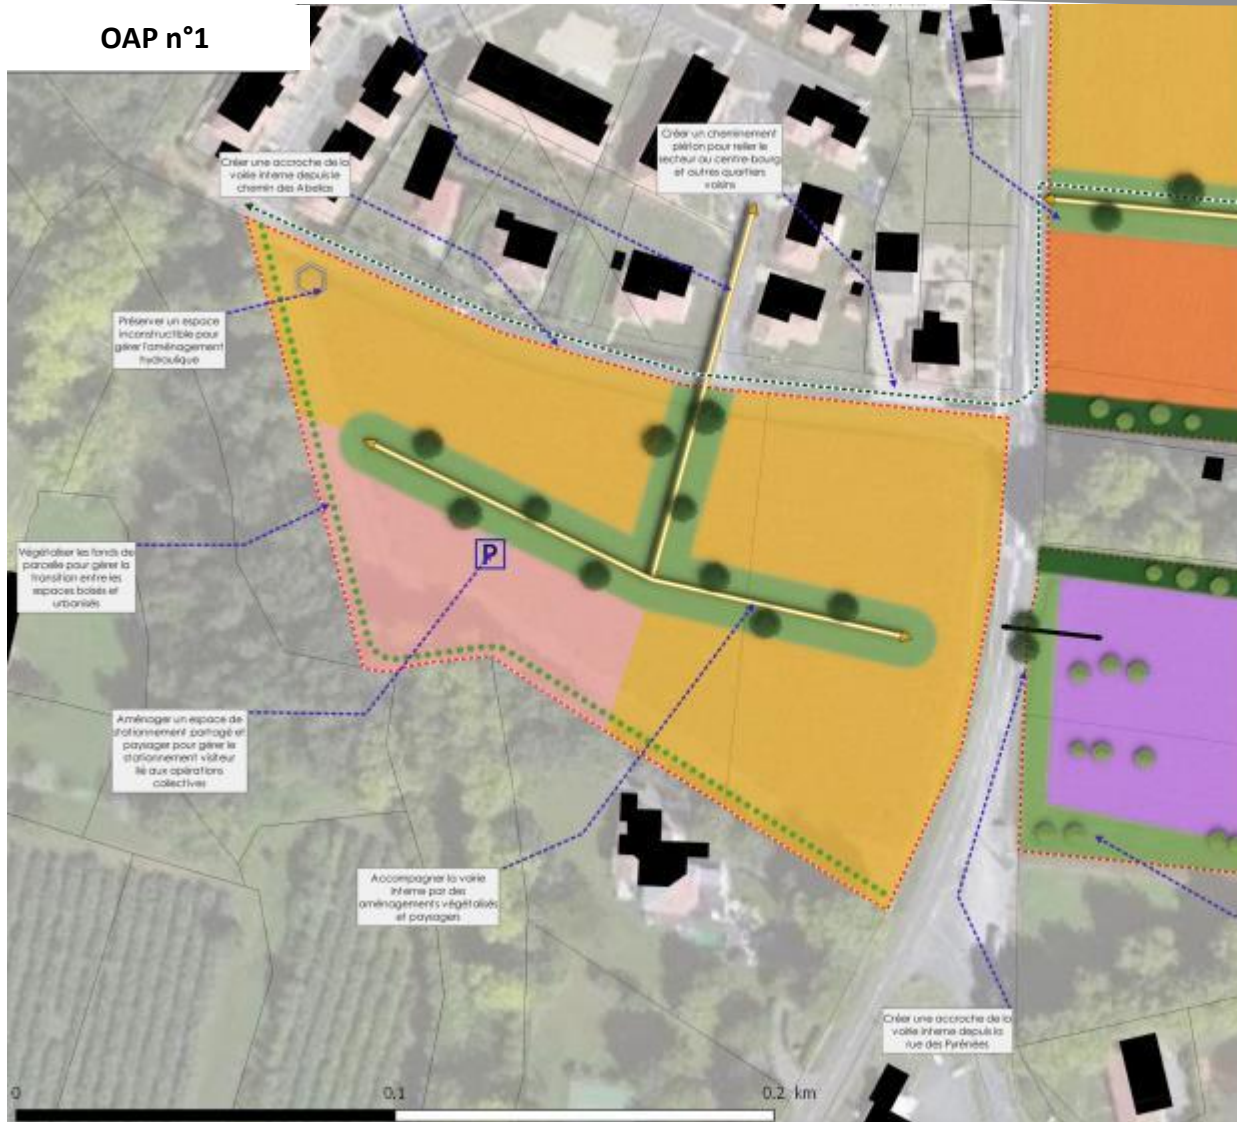 OAP n°1
Créer un cheminement
piéton pour relier le
secteur au centre-bourg
et autres quartiers
voisins
Créer une accroche de la
voirie interne depuis le
chemin des Abelias
Préserver un espace
inconstructible pour
gérer l'aménagement
hydraulique
Végétaliser les fonds de
parcelle pour gérer la
transition entre les
espaces boisés et
urbanisés
P
Aménager un espace de
stationnement partagé et
paysager pour gérer le
stationnement visiteur
lié aux opérations
collectives
Accompagner la voirie
interne par des
aménagements végétalisés
et paysagers
Créer une accroche de la
voirie interne depuis la
rue des Pyrénées
0 0.1 0.2 km